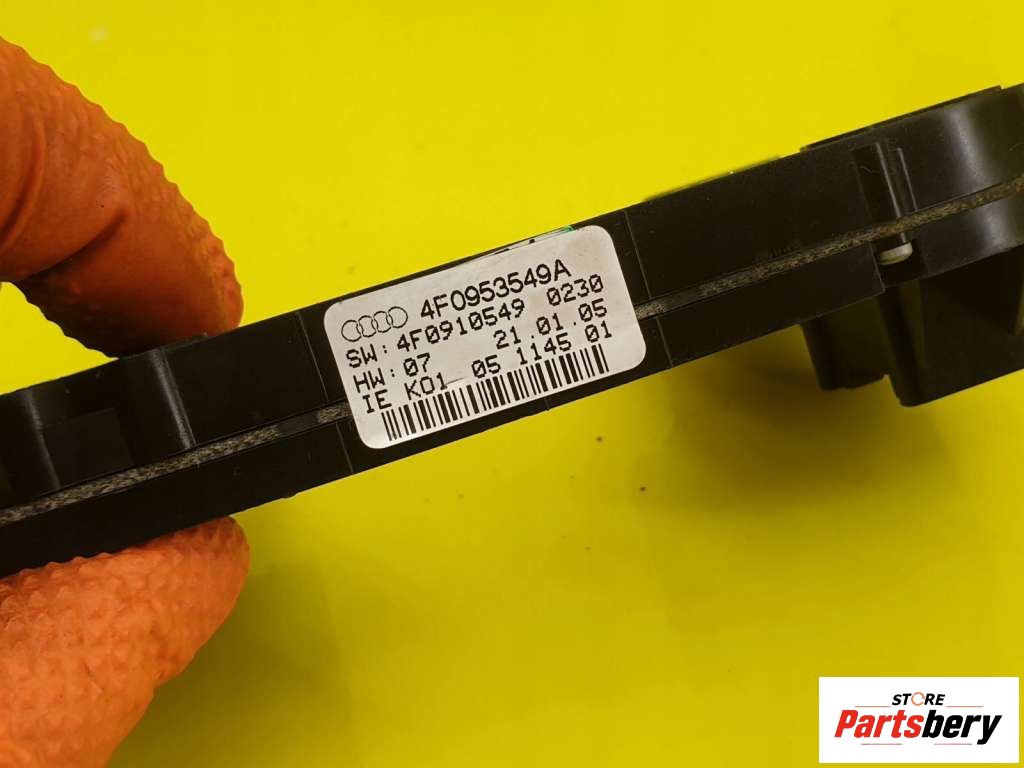 4F0953549A
SW: 4F0910549 0230
HW: 07 21.01.05
IE K01 05 1145 01
STORE
Partsbery